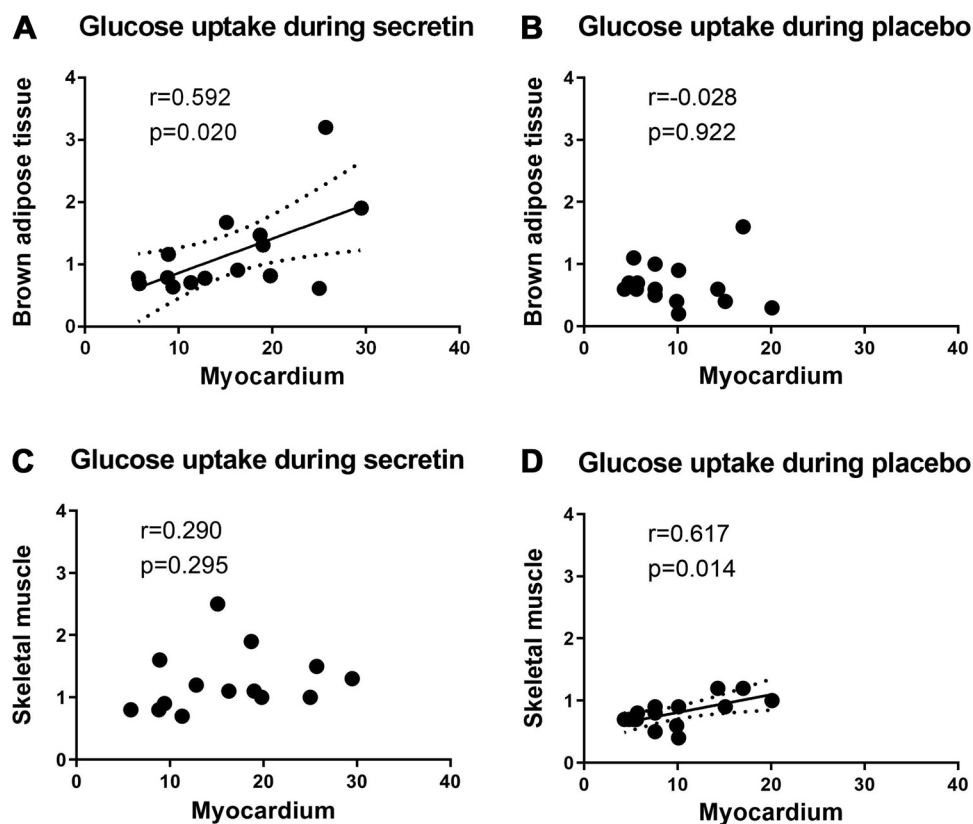 A Glucose uptake during secretin
Brown adipose tissue
4
3
2
1
0
r=0.592
p=0.020
0 10 20 30 40
Myocardium
B Glucose uptake during placebo
Brown adipose tissue
4
3
2
1
0
r=-0.028
p=0.922
0 10 20 30 40
Myocardium
C Glucose uptake during secretin
Skeletal muscle
4
3
2
1
0
r=0.290
p=0.295
0 10 20 30 40
Myocardium
D Glucose uptake during placebo
Skeletal muscle
4
3
2
1
0
r=0.617
p=0.014
0 10 20 30 40
Myocardium